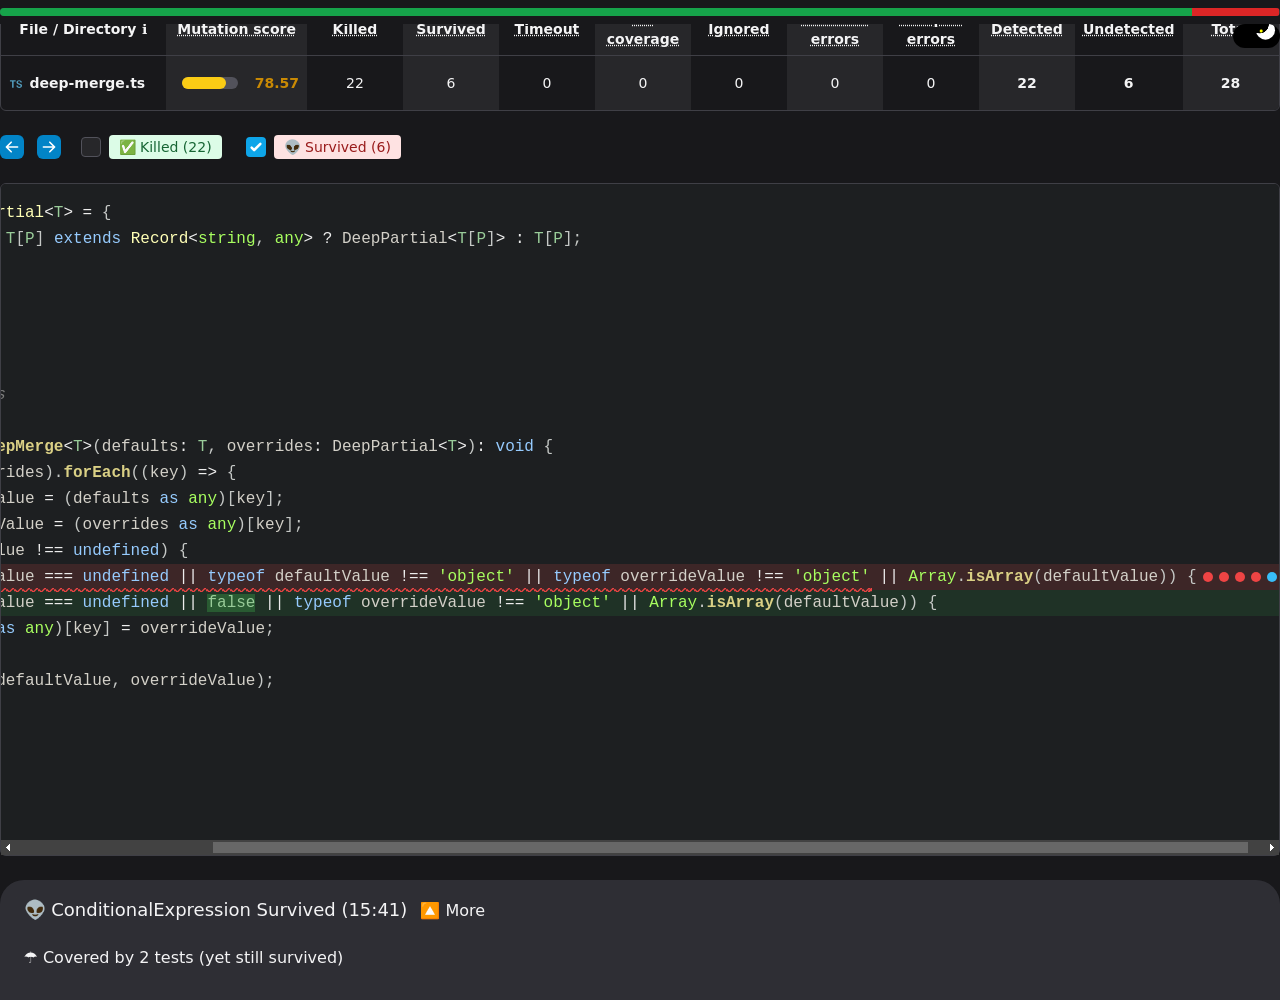 File / Directory ℹ Mutation score Killed Survived Timeout coverage Ignored errors errors Detected Undetected Tot
TS deep-merge.ts 78.57 22 6 0 0 0 0 0 22 6 28
✅ Killed (22) 👽 Survived (6)
rtial<T> = {
T[P] extends Record<string, any> ? DeepPartial<T[P]> : T[P];
s
epMerge<T>(defaults: T, overrides: DeepPartial<T>): void {
rides).forEach((key) => {
alue = (defaults as any)[key];
Value = (overrides as any)[key];
lue !== undefined) {
alue === undefined || typeof defaultValue !== 'object' || typeof overrideValue !== 'object' || Array.isArray(defaultValue)) {
alue === undefined || false || typeof overrideValue !== 'object' || Array.isArray(defaultValue)) {
as any)[key] = overrideValue;
defaultValue, overrideValue);
👽 ConditionalExpression Survived (15:41) 🔼 More
☂ Covered by 2 tests (yet still survived)